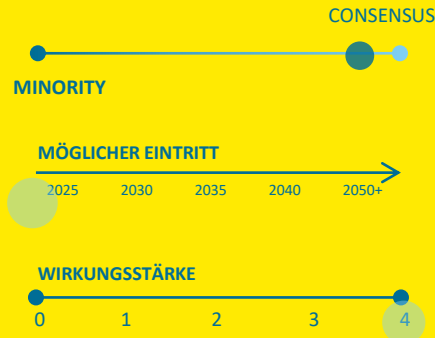 CONSENSUS
MINORITY
MÖGLICHER EINTRITT
2025 2030 2035 2040 2050+
WIRKUNGSSTÄRKE
0 1 2 3 4